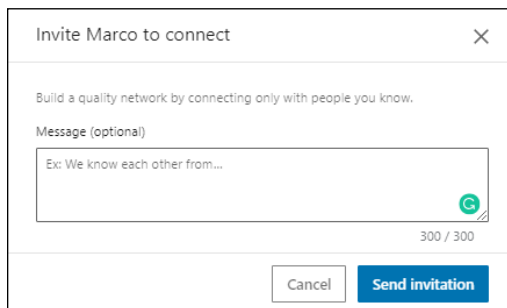 Invite Marco to connect
Build a quality network by connecting only with people you know.
Message (optional)
Ex: We know each other from...
300 / 300
Cancel
Send invitation